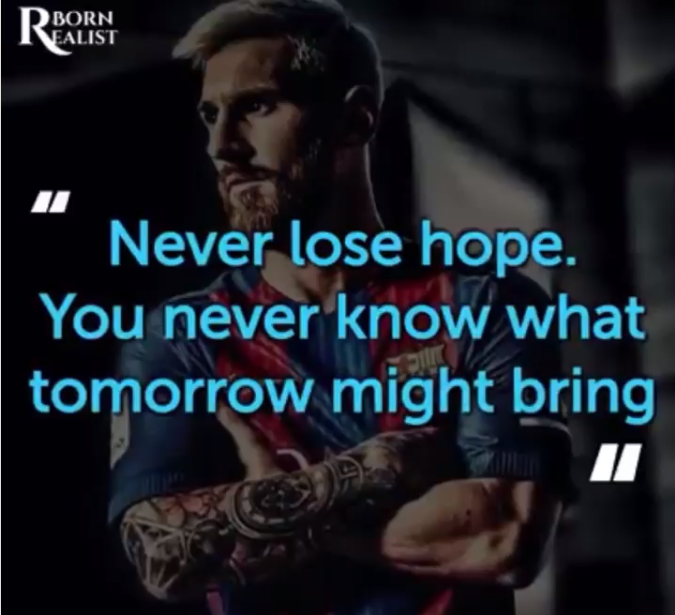 BORN
REALIST
"
Never lose hope.
You never know what
tomorrow might bring
"